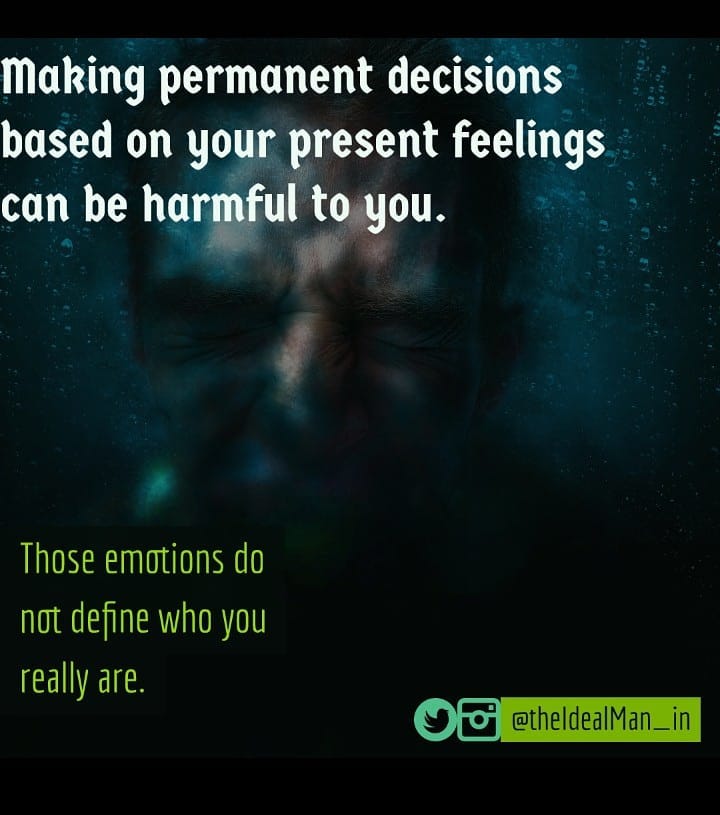 Making permanent decisions
based on your present feelings
can be harmful to you.
Those emotions do
not define who you
really are.
@theIdealMan_in